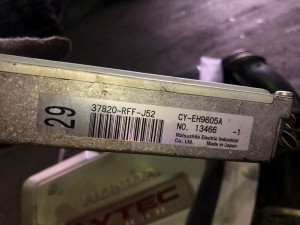 29
37820-RFF-J52
CY-EH9605A
NO. 13466 -1
Matsushita Electric Industrial
Co., Ltd. Made in Japan
VTEC